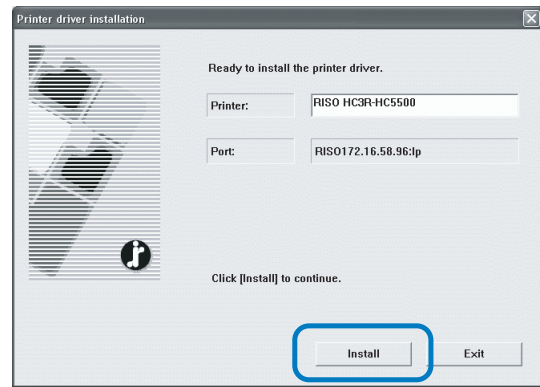 Printer driver installation
Ready to install the printer driver.
Printer:
RISO HC3R-HC5500
Port:
RISO172.16.58.96:lp
Click [Install] to continue.
Install
Exit